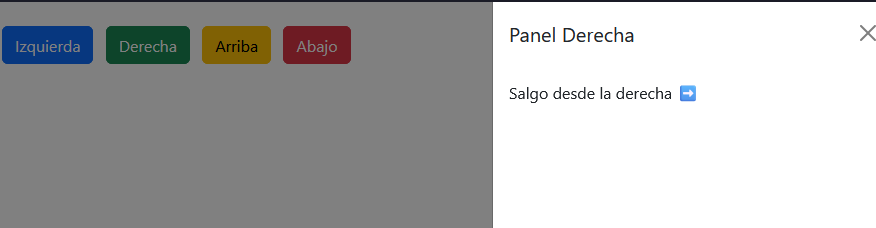 Izquierda Derecha Arriba Abajo
Panel Derecha
Salgo desde la derecha ➡️